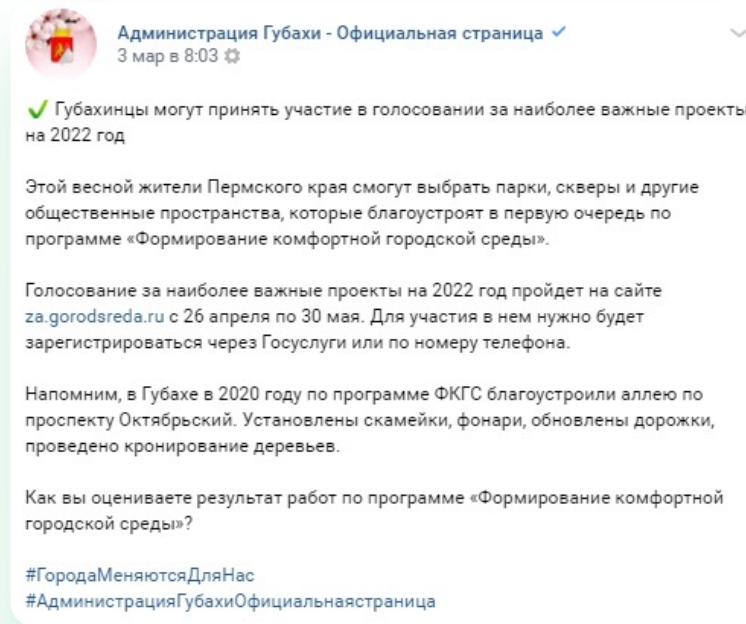 Администрация Губахи - Официальная страница
3 мар в 8:03
Губахинцы могут принять участие в голосовании за наиболее важные проекты
на 2022 год
Этой весной жители Пермского края смогут выбрать парки, скверы и другие
общественные пространства, которые благоустроят в первую очередь по
программе «Формирование комфортной городской среды».
Голосование за наиболее важные проекты на 2022 год пройдет на сайте
za.gorodsreda.ru с 26 апреля по 30 мая. Для участия в нем нужно будет
зарегистрироваться через Госуслуги или по номеру телефона.
Напомним, в Губахе в 2020 году по программе ФКГС благоустроили аллею по
проспекту Октябрьский. Установлены скамейки, фонари, обновлены дорожки,
проведено кронирование деревьев.
Как вы оцениваете результат работ по программе «Формирование комфортной
городской среды»?
#ГородаМеняютсяДляНас
#АдминистрацияГубахиОфициальнаястраница